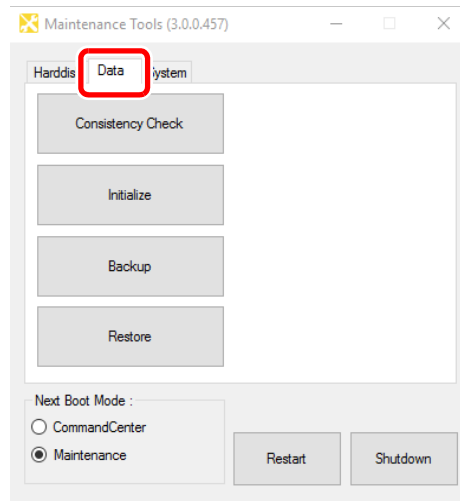 Maintenance Tools (3.0.0.457)
Harddis Data ystem
Consistency Check
Initialize
Backup
Restore
Next Boot Mode :
CommandCenter
Maintenance
Restart Shutdown